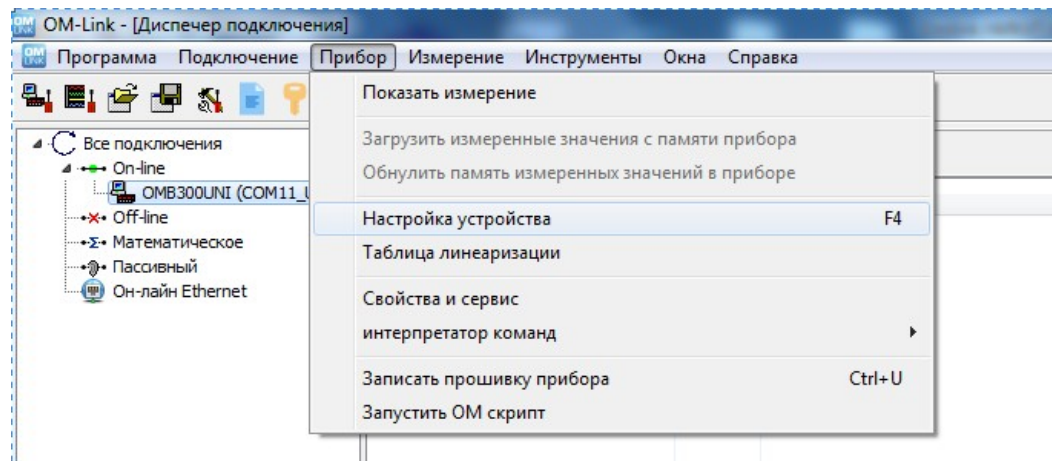 OM-Link - [Диспечер подключения]
Программа Подключение Прибор Измерение Инструменты Окна Справка
Показать измерение
Загрузить измеренные значения с памяти прибора
Обнулить память измеренных значений в приборе
Настройка устройства F4
Таблица линеаризации
Свойства и сервис
интерпретатор команд
Записать прошивку прибора Ctrl+U
Запустить ОМ скрипт
Все подключения
On-line
OMB300UNI (COM11_
Off-line
Математическое
Пассивный
Он-лайн Ethernet